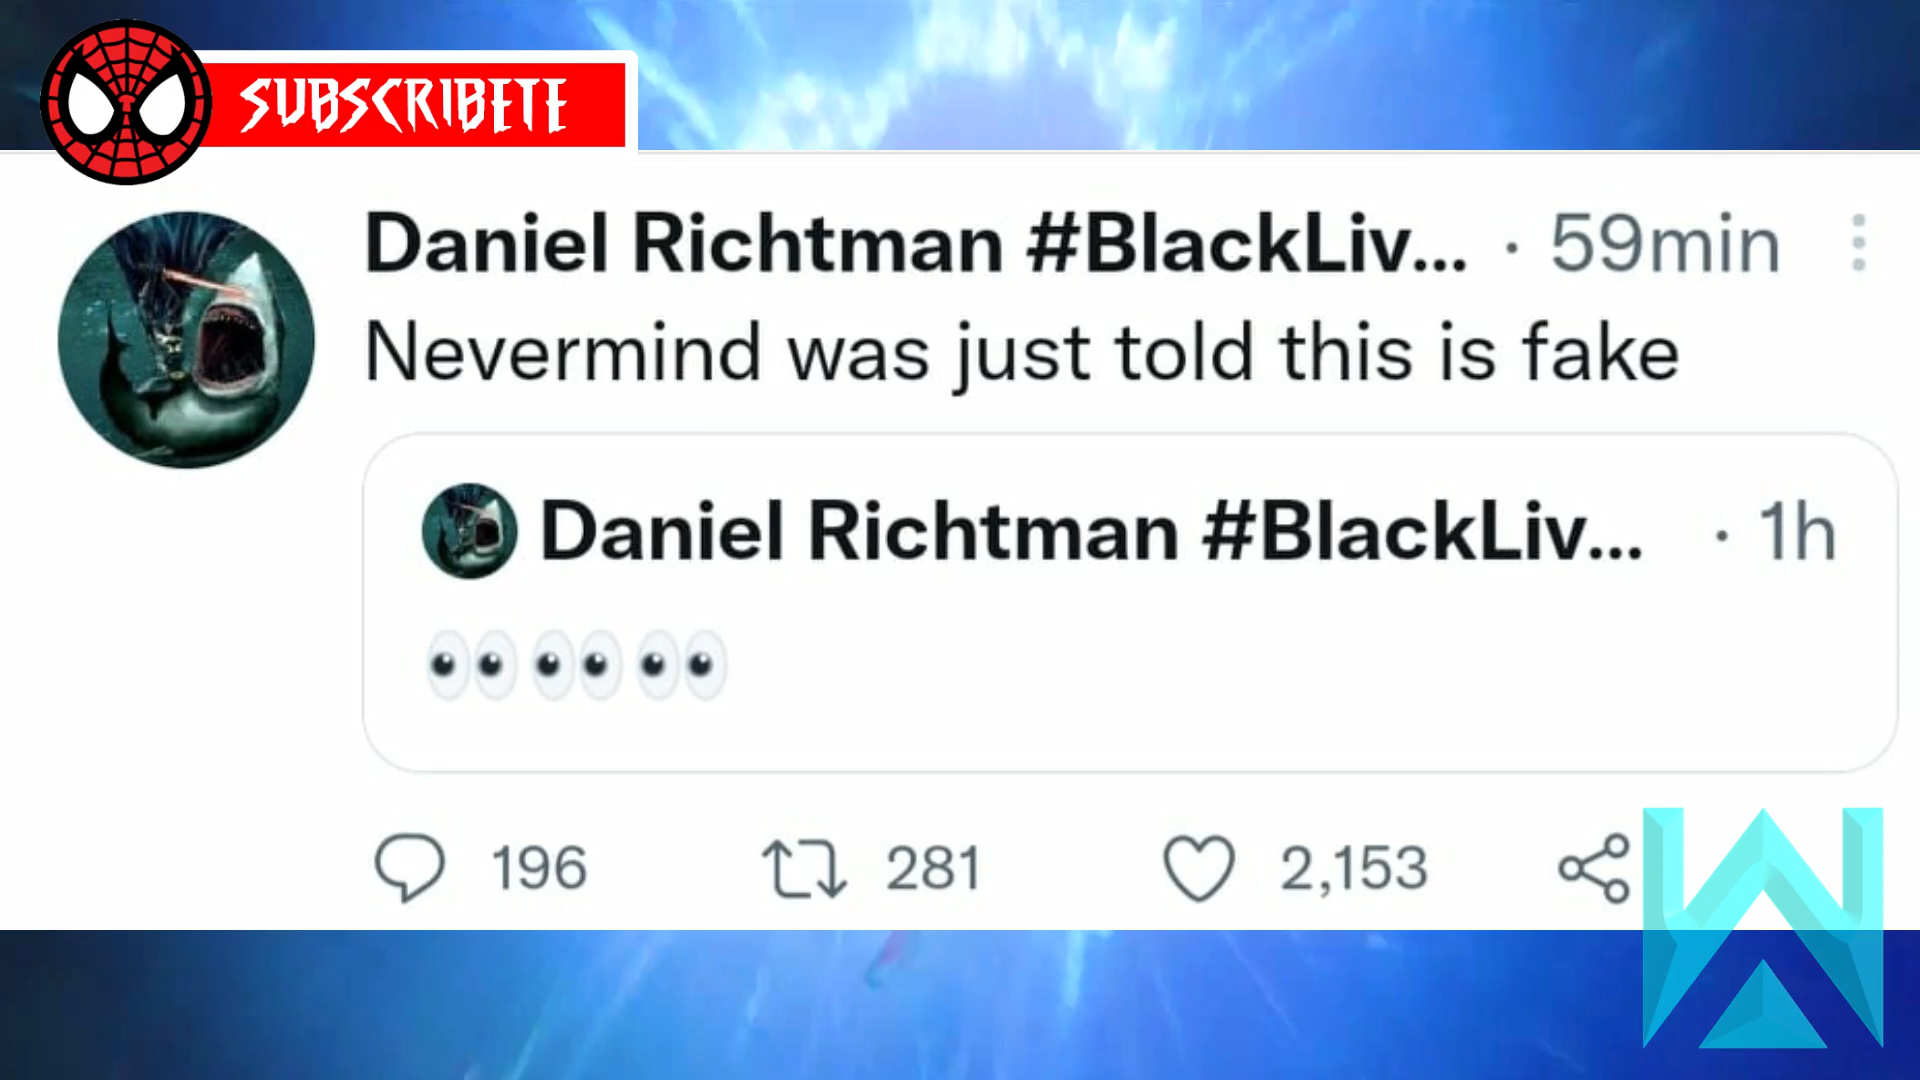 SUBSCRIBETE
Daniel Richtman #BlackLiv... · 59min
Nevermind was just told this is fake
Daniel Richtman #BlackLiv... · 1h
👀 👀 👀
196 281 2,153